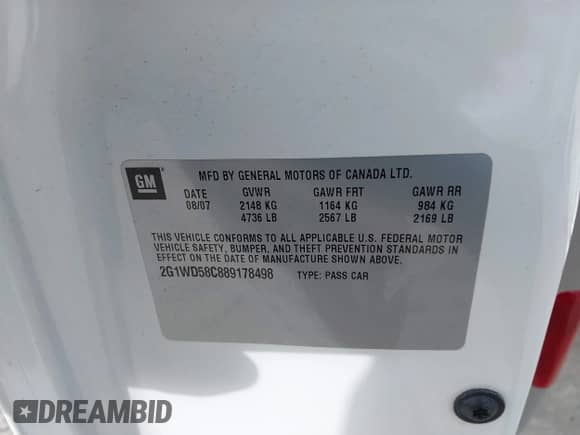 GM
MFD BY GENERAL MOTORS OF CANADA LTD.
DATE GVWR GAWR FRT GAWR RR
08/07 2148 KG 1164 KG 984 KG
4736 LB 2567 LB 2169 LB
THIS VEHICLE CONFORMS TO ALL APPLICABLE U.S. FEDERAL MOTOR
VEHICLE SAFETY, BUMPER, AND THEFT PREVENTION STANDARDS IN
EFFECT ON THE DATE OF MANUFACTURE SHOWN ABOVE.
2G1WD58C889178498 TYPE: PASS CAR
DREAMBID